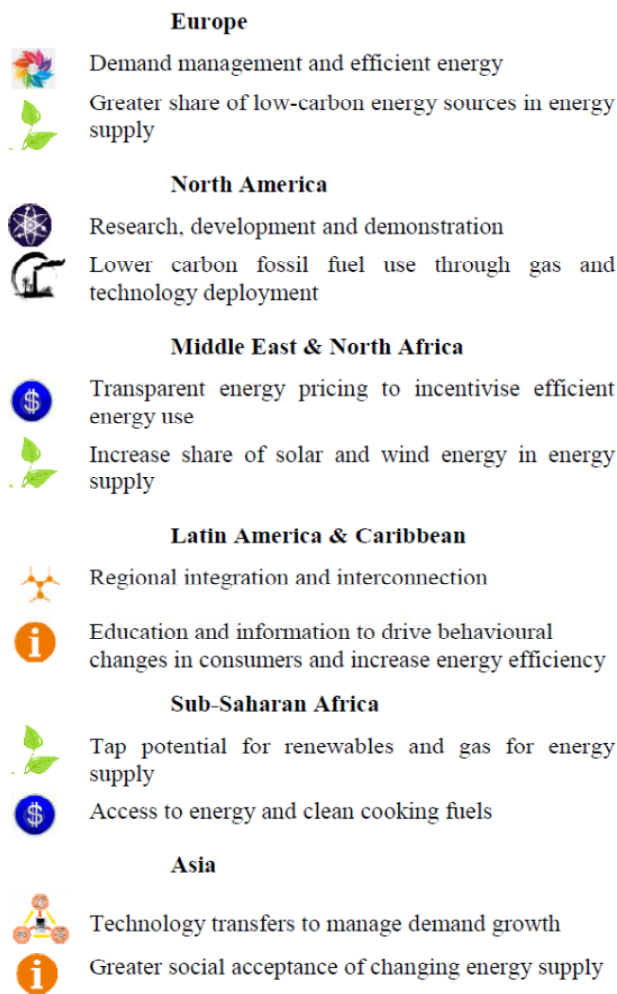 Europe
Demand management and efficient energy
Greater share of low-carbon energy sources in energy
supply
North America
Research, development and demonstration
Lower carbon fossil fuel use through gas and
technology deployment
Middle East & North Africa
$
Transparent energy pricing to incentivise efficient
energy use
Increase share of solar and wind energy in energy
supply
Latin America & Caribbean
Regional integration and interconnection
i
Education and information to drive behavioural
changes in consumers and increase energy efficiency
Sub-Saharan Africa
Tap potential for renewables and gas for energy
supply
$
Access to energy and clean cooking fuels
Asia
Technology transfers to manage demand growth
i
Greater social acceptance of changing energy supply